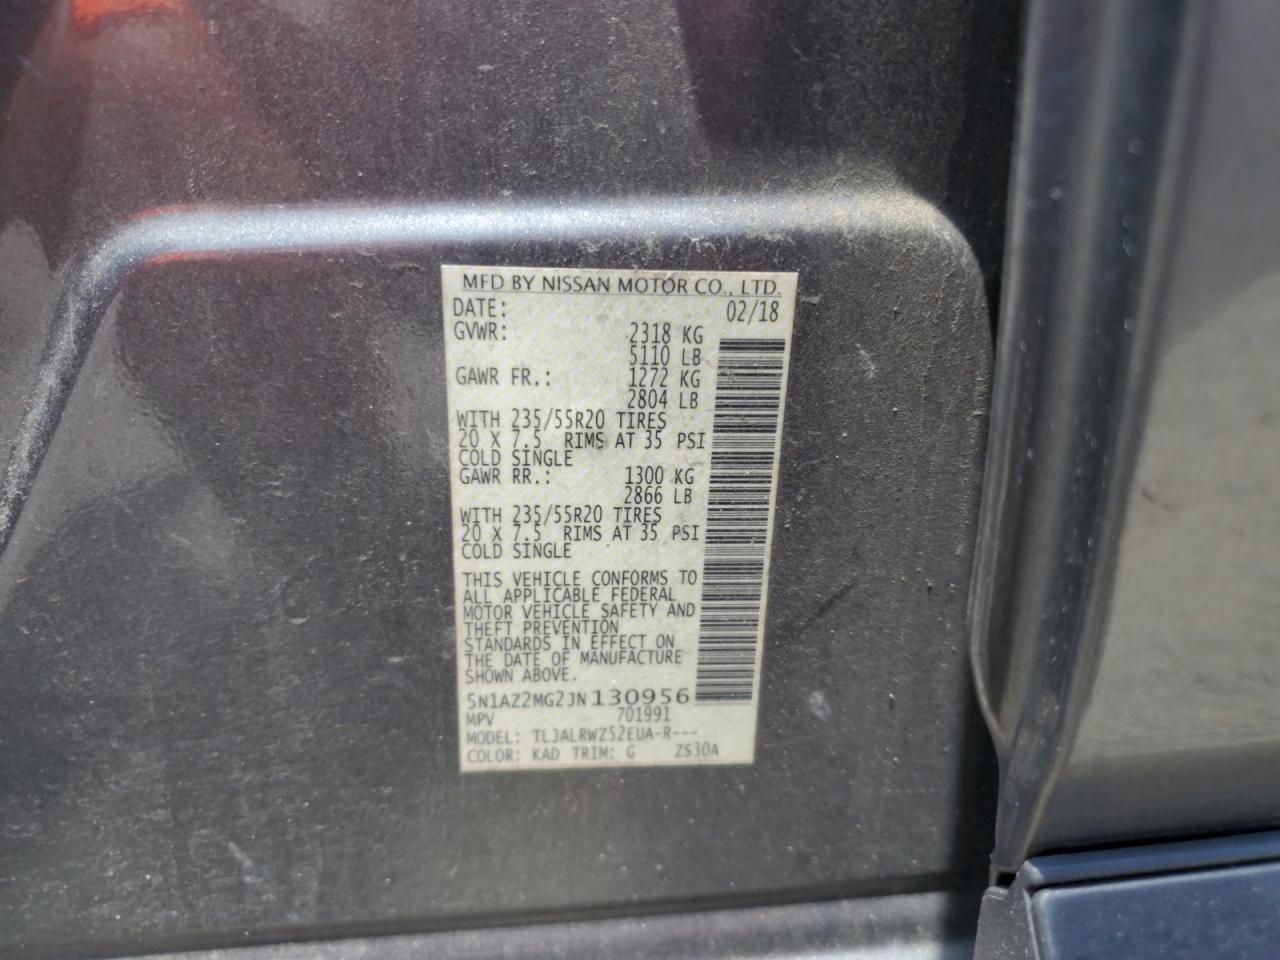 MFD BY NISSAN MOTOR CO., LTD.
DATE: 02/18
GVWR: 2318 KG
5110 LB
GAWR FR.: 1272 KG
2804 LB
WITH 235/55R20 TIRES
20 X 7.5 RIMS AT 35 PSI
COLD SINGLE
GAWR RR.: 1300 KG
2866 LB
WITH 235/55R20 TIRES
20 X 7.5 RIMS AT 35 PSI
COLD SINGLE
THIS VEHICLE CONFORMS TO
ALL APPLICABLE FEDERAL
MOTOR VEHICLE SAFETY AND
THEFT PREVENTION
STANDARDS IN EFFECT ON
THE DATE OF MANUFACTURE
SHOWN ABOVE.
5N1AZ2MG2JN130956
MPV 701991
MODEL: TLJALRWZ52EUA-R---
COLOR: KAD TRIM: G ZS30A